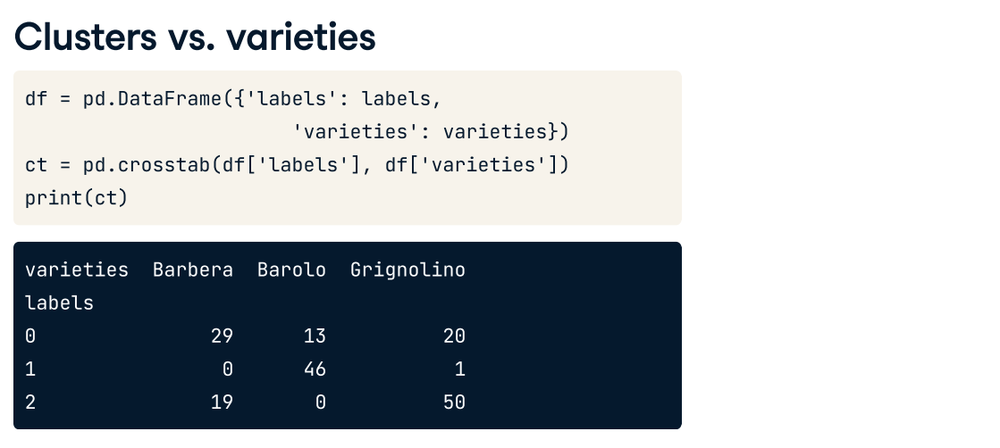 Clusters vs. varieties
df = pd.DataFrame({'labels': labels,
                       'varieties': varieties})
ct = pd.crosstab(df['labels'], df['varieties'])
print(ct)
varieties  Barbera  Barolo  Grignolino
labels
0               29      13          20
1                0      46           1
2               19       0          50